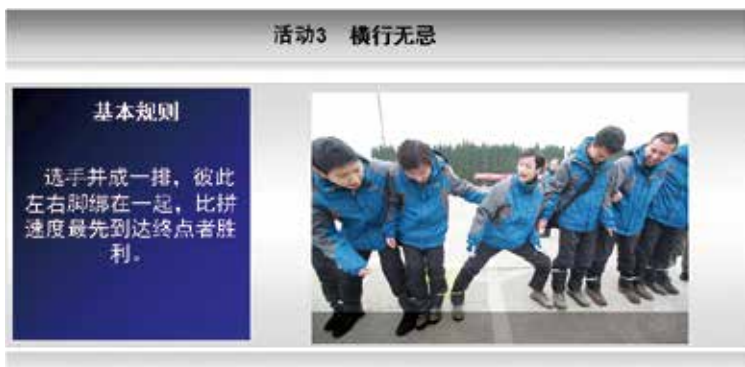 活动3 横行无忌
基本规则
选手并成一排，彼此
左右脚绑在一起，比拼
速度最先到达终点者胜
利。